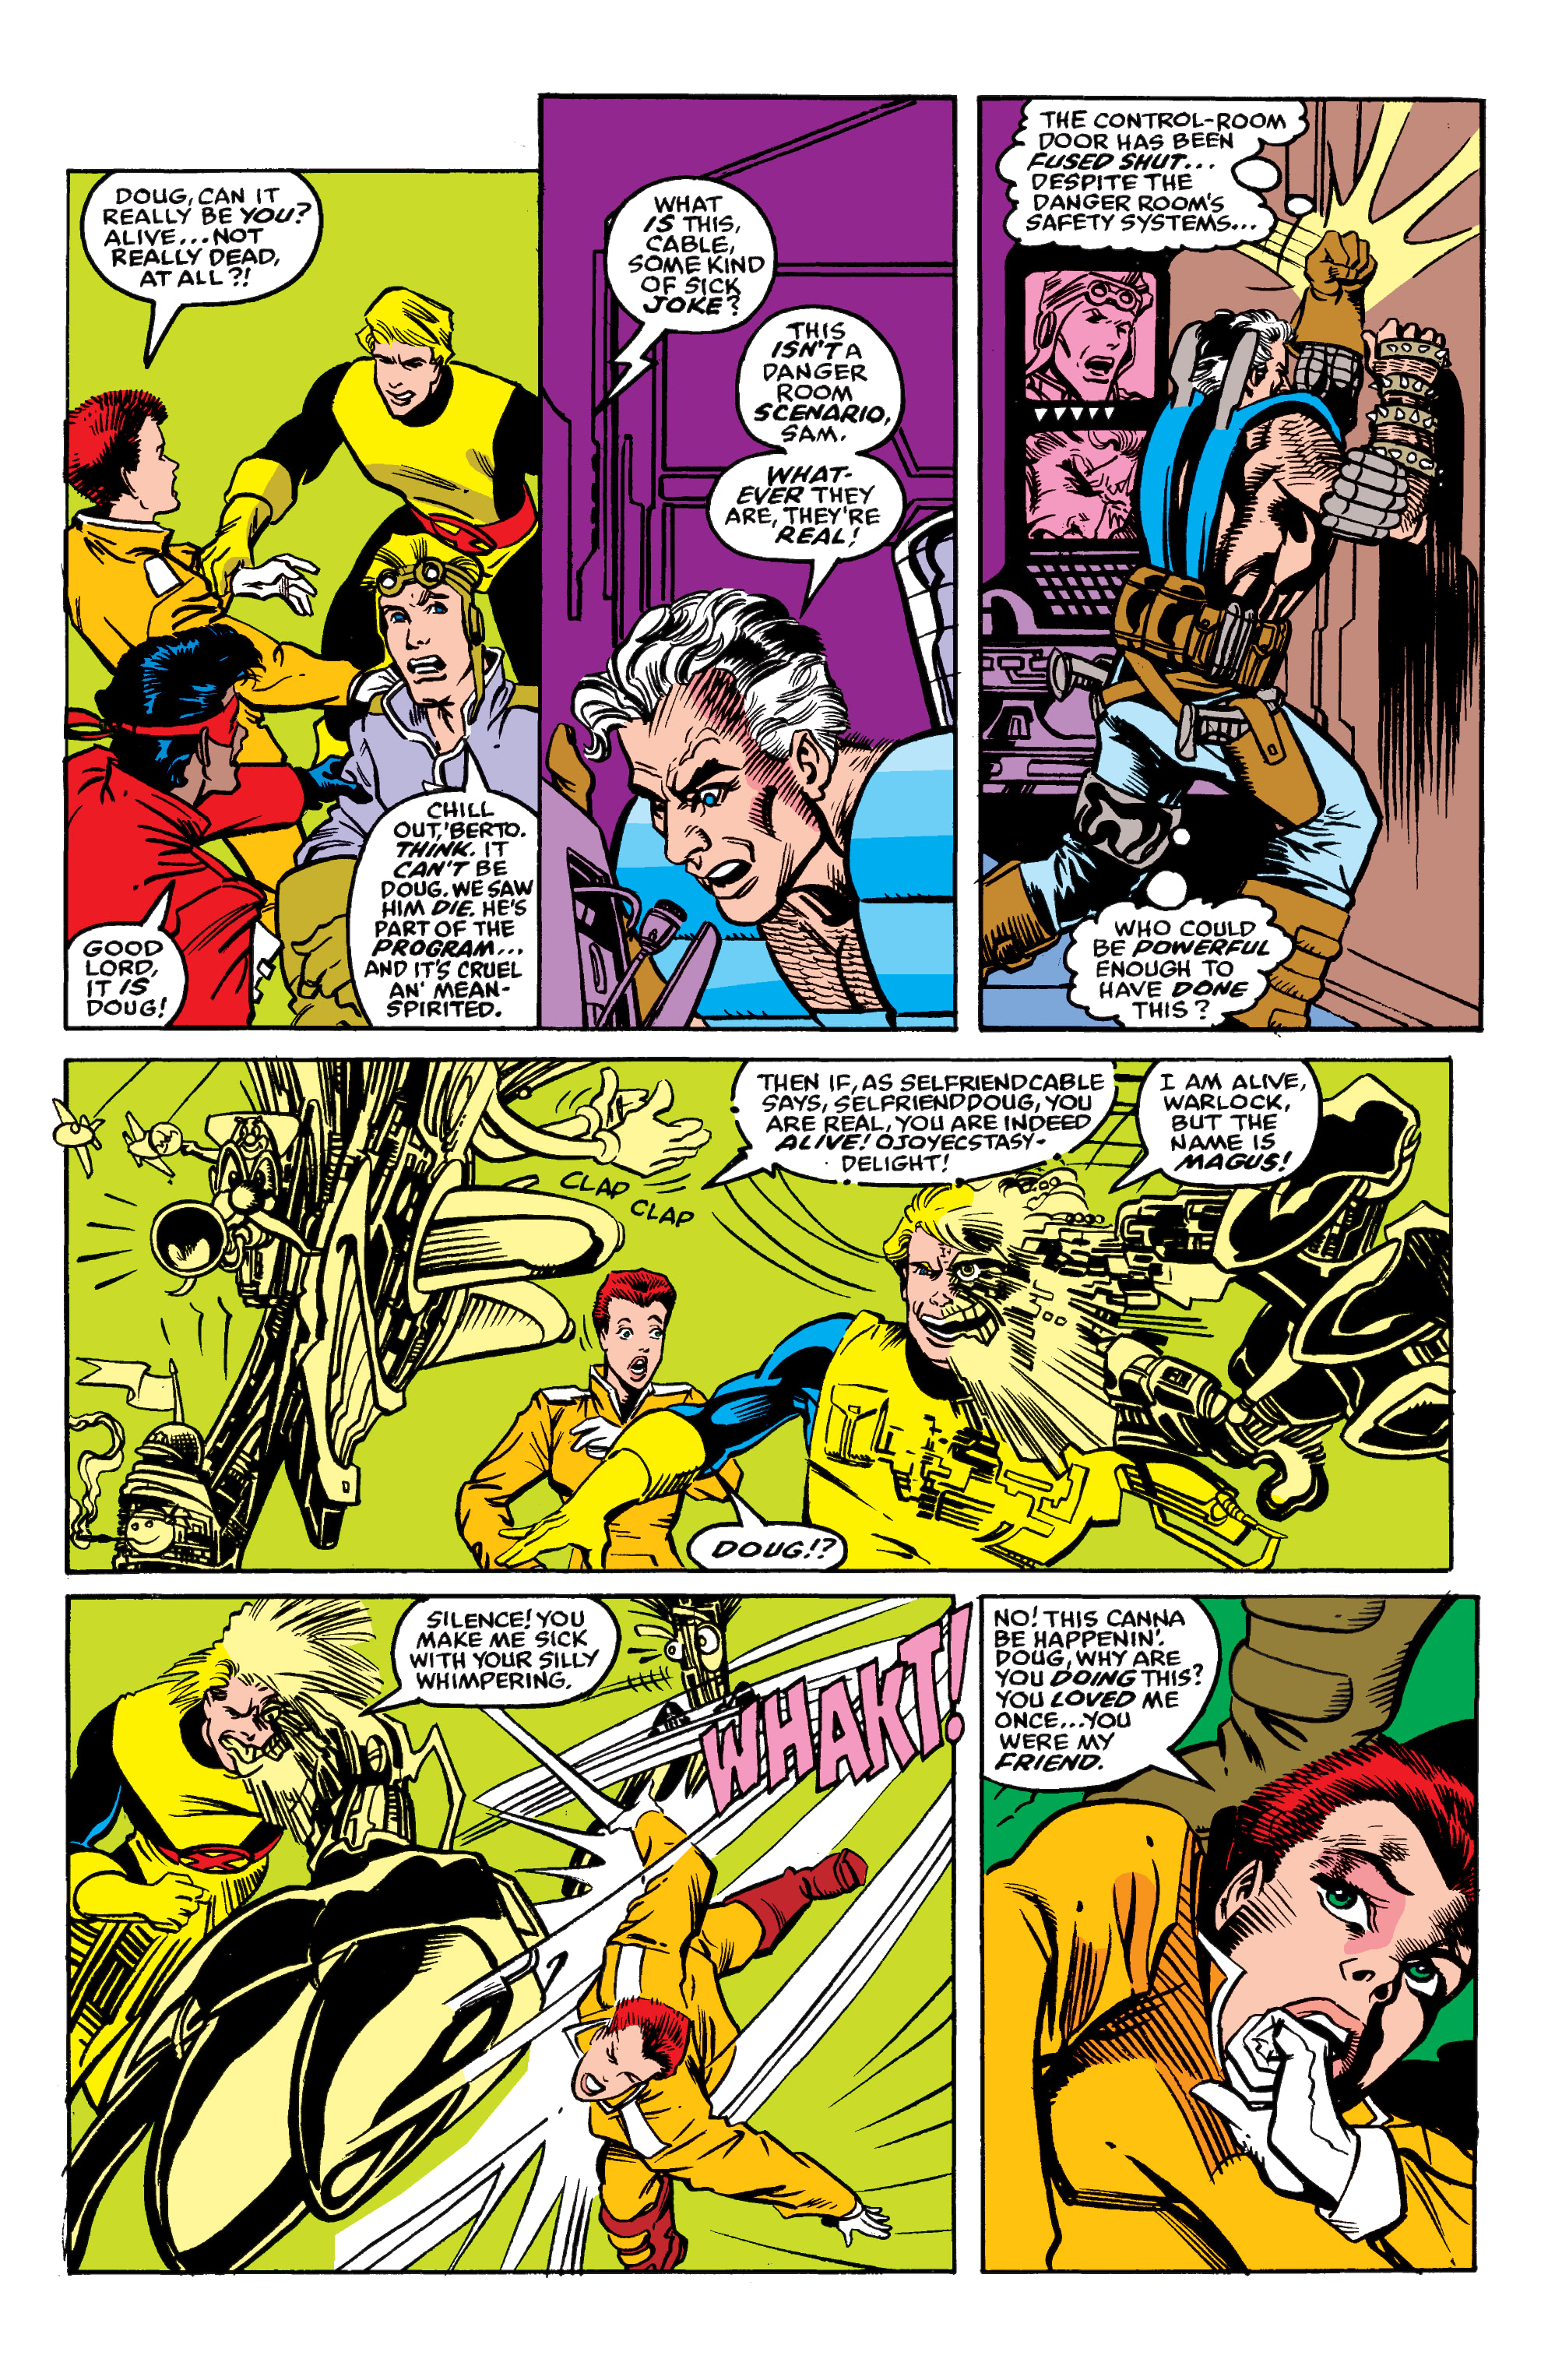 DOUG, CAN IT
REALLY BE YOU?
ALIVE...NOT
REALLY DEAD,
AT ALL?!
GOOD
LORD,
IT IS
DOUG!
CHILL
OUT, 'BERTO.
THINK. IT
CAN'T BE
DOUG. WE SAW
HIM DIE. HE'S
PART OF THE
PROGRAM...
AND IT'S CRUEL
AN' MEAN-
SPIRITED.
WHAT
IS THIS,
CABLE,
SOME KIND
OF SICK
JOKE?
THIS
ISN'T A
DANGER
ROOM
SCENARIO,
SAM.
WHAT-
EVER THEY
ARE, THEY'RE
REAL!
THE CONTROL-ROOM
DOOR HAS BEEN
FUSED SHUT...
DESPITE THE
DANGER ROOM'S
SAFETY SYSTEMS...
WHO COULD
BE POWERFUL
ENOUGH TO
HAVE DONE
THIS?
CLAP
CLAP
THEN IF, AS SELFRIENDCABLE
SAYS, SELFRIENDDOUG, YOU
ARE REAL, YOU ARE INDEED
ALIVE! OJOYECSTASY-
DELIGHT!
I AM ALIVE,
WARLOCK,
BUT THE
NAME IS
MAGUS!
DOUG!?
SILENCE! YOU
MAKE ME SICK
WITH YOUR SILLY
WHIMPERING.
WHAKT!
NO! THIS CANNA
BE HAPPENIN'.
DOUG, WHY ARE
YOU DOING THIS?
YOU LOVED ME
ONCE...YOU
WERE MY
FRIEND.